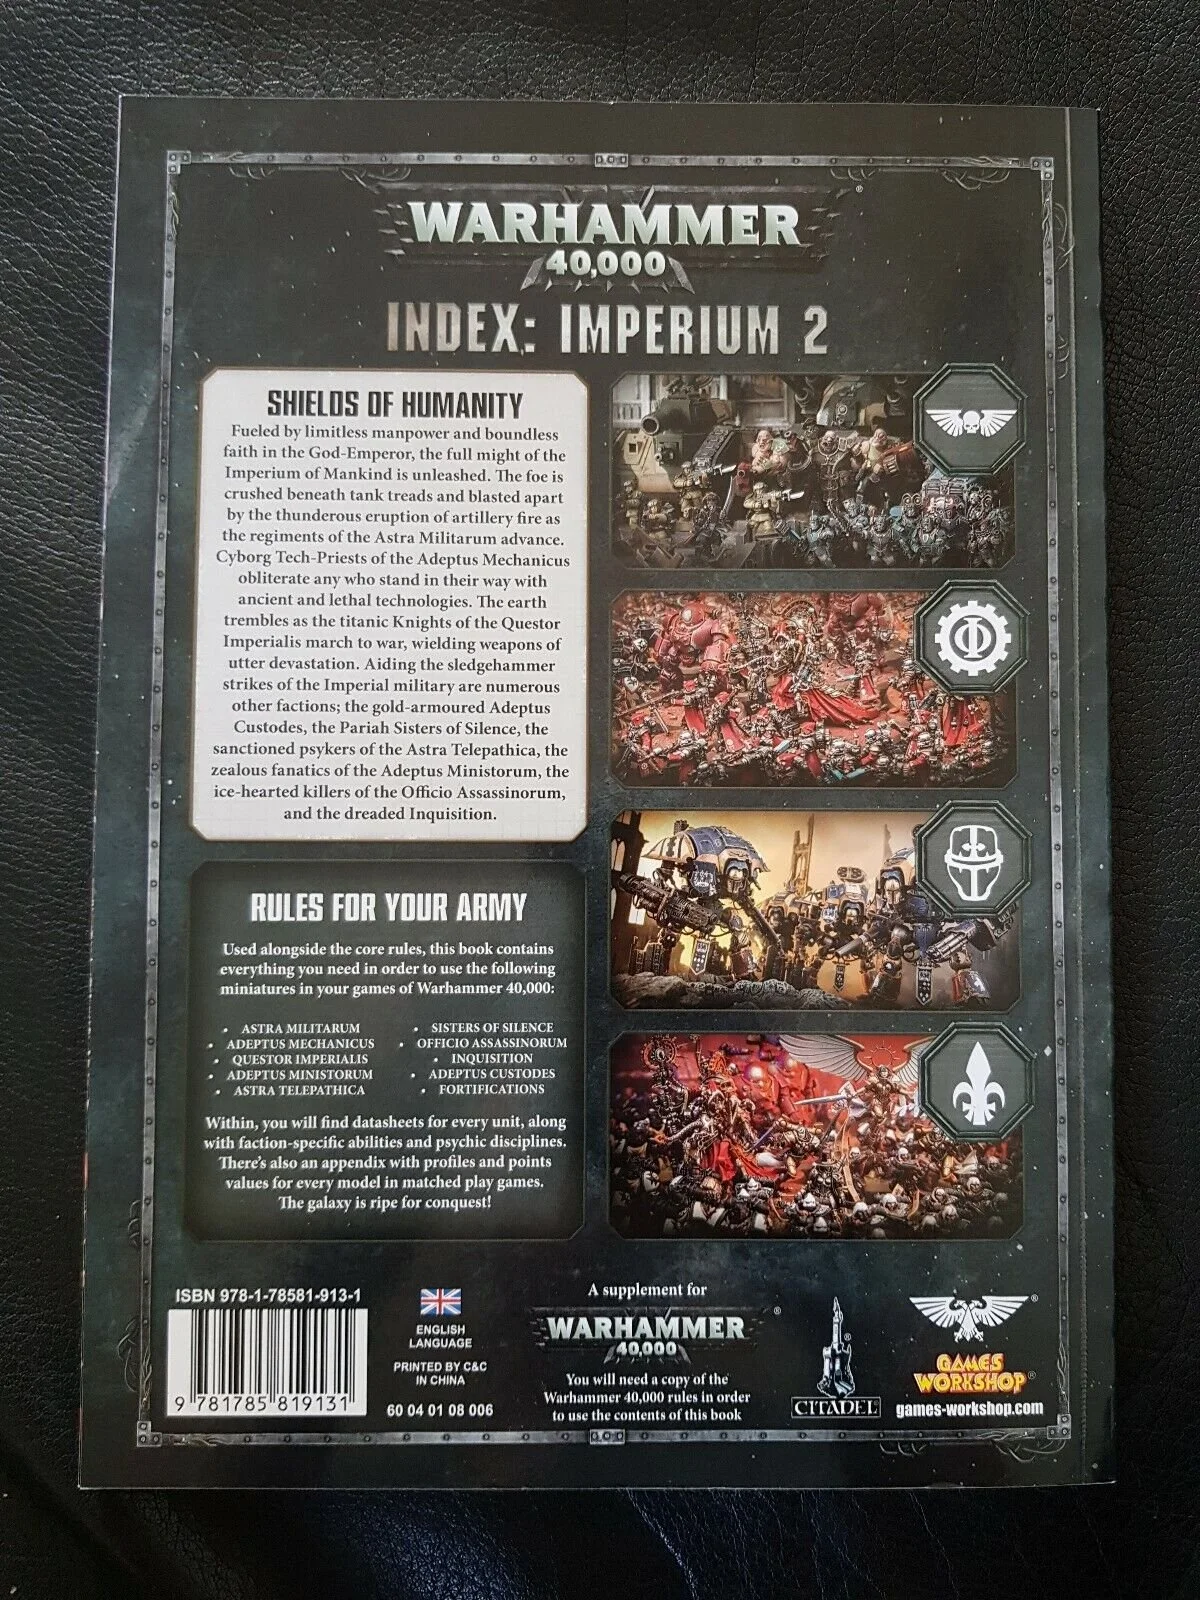 WARHAMMER
40,000
INDEX: IMPERIUM 2
SHIELDS OF HUMANITY
Fueled by limitless manpower and boundless
faith in the God-Emperor, the full might of the
Imperium of Mankind is unleashed. The foe is
crushed beneath tank treads and blasted apart
by the thunderous eruption of artillery fire as
the regiments of the Astra Militarum advance.
Cyborg Tech-Priests of the Adeptus Mechanicus
obliterate any who stand in their way with
ancient and lethal technologies. The earth
trembles as the titanic Knights of the Questor
Imperialis march to war, wielding weapons of
utter devastation. Aiding the sledgehammer
strikes of the Imperial military are numerous
other factions; the gold-armoured Adeptus
Custodes, the Pariah Sisters of Silence, the
sanctioned psykers of the Astra Telepathica, the
zealous fanatics of the Adeptus Ministorum, the
ice-hearted killers of the Officio Assassinorum,
and the dreaded Inquisition.
RULES FOR YOUR ARMY
Used alongside the core rules, this book contains
everything you need in order to use the following
miniatures in your games of Warhammer 40,000:
• ASTRA MILITARUM
• ADEPTUS MECHANICUS
• QUESTOR IMPERIALIS
• ADEPTUS MINISTORUM
• ASTRA TELEPATHICA
• SISTERS OF SILENCE
• OFFICIO ASSASSINORUM
• INQUISITION
• ADEPTUS CUSTODES
• FORTIFICATIONS
Within, you will find datasheets for every unit, along
with faction-specific abilities and psychic disciplines.
There's also an appendix with profiles and points
values for every model in matched play games.
The galaxy is ripe for conquest!
ISBN 978-1-78581-913-1
9 781785 819131
ENGLISH
LANGUAGE
PRINTED BY C&C
IN CHINA
60 04 01 08 006
A supplement for
WARHAMMER
40,000
You will need a copy of the
Warhammer 40,000 rules in order
to use the contents of this book
CITADEL
GAMES
WORKSHOP
games-workshop.com